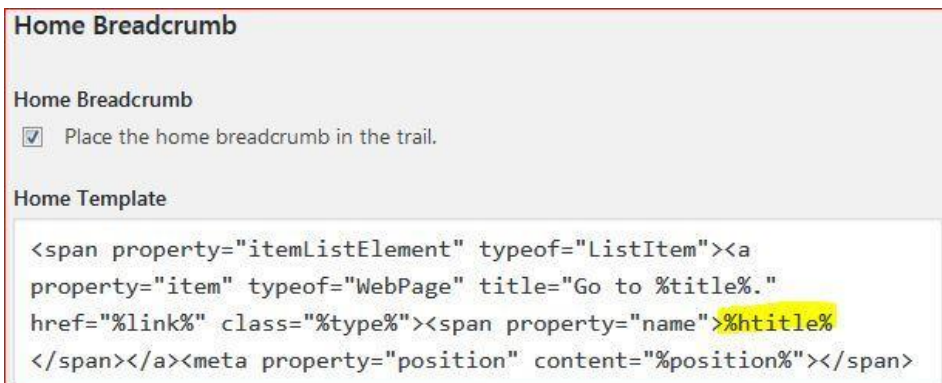 Home Breadcrumb
Home Breadcrumb
Place the home breadcrumb in the trail.
Home Template
<span property="itemListElement" typeof="ListItem"><a
property="item" typeof="WebPage" title="Go to %title%."
href="%link%" class="%type%"><span property="name">%htitle%
</span></a><meta property="position" content="%position%"></span>